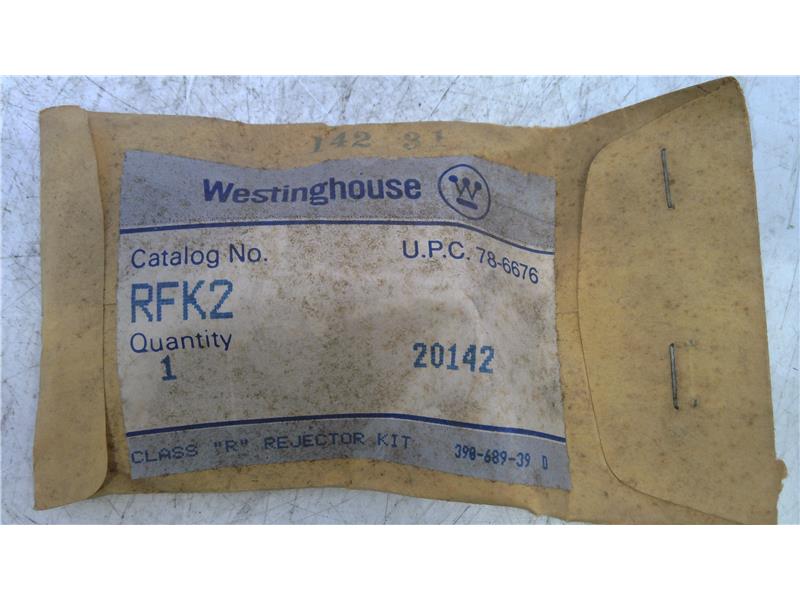 142 31
Westinghouse W
Catalog No. U.P.C. 78-6676
RFK2
Quantity
1 20142
CLASS "R" REJECTOR KIT 390-689-39 D